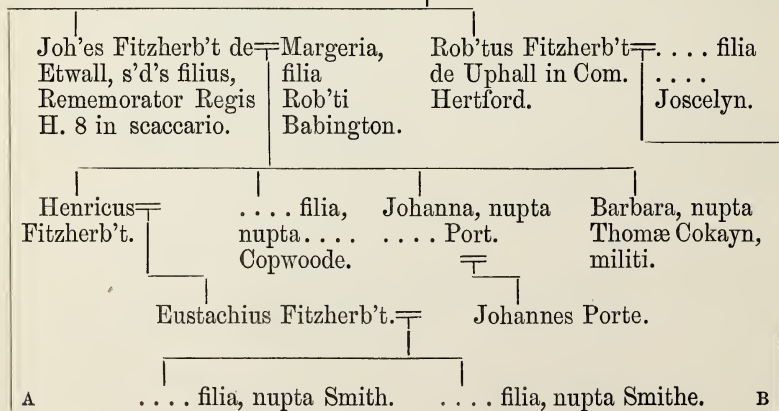 Joh'es Fitzherb't de Margeria, Rob'tus Fitzherb't . . . . filia
Etwall, s'd's filius, filia de Uphall in Com. . . . .
Rememorator Regis Rob'ti Hertford. Joscelyn.
H. 8 in scaccario. Babington.
Henricus . . . . filia, Johanna, nupta Barbara, nupta
Fitzherb't. nupta . . . . . . . . Port. Thomæ Cokayn,
Copwoode. militi.
Eustachius Fitzherb't. Johannes Porte.
A . . . . filia, nupta Smith. . . . . filia, nupta Smithe. B